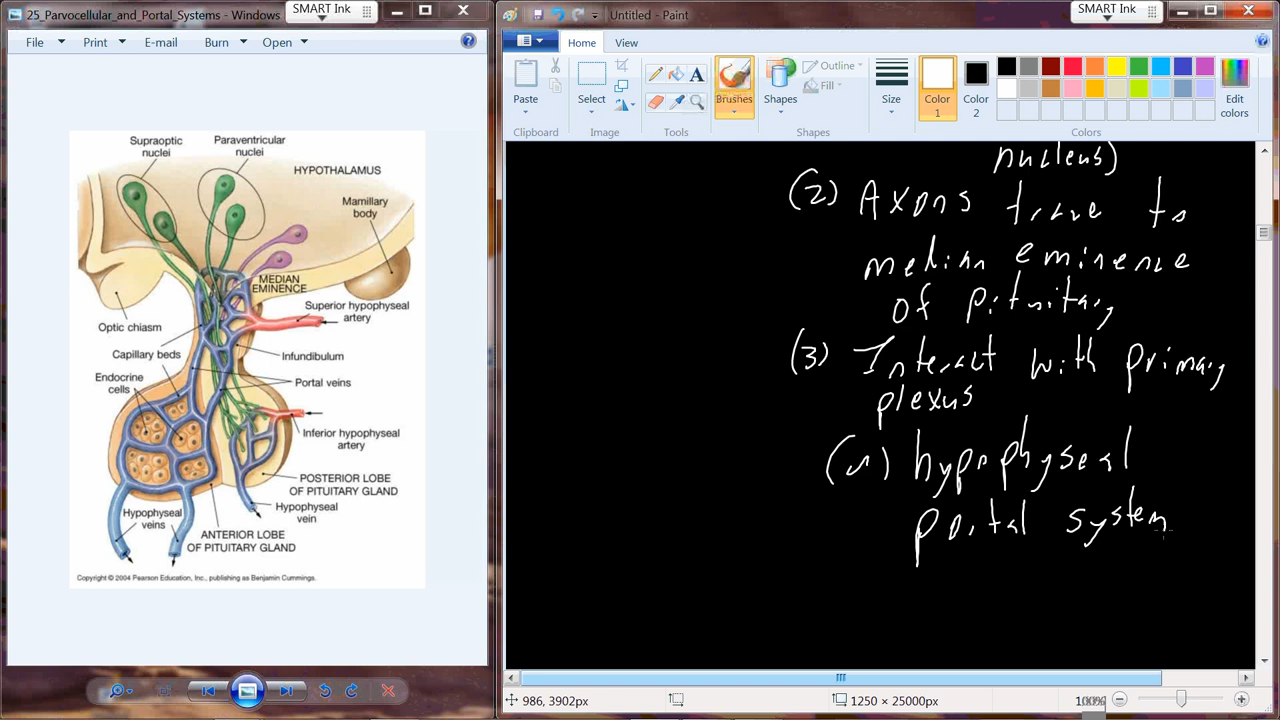 25_Parvocellular_and_Portal_Systems - Windows
SMART Ink
File Print E-mail Burn Open
Supraoptic nuclei
Paraventricular nuclei
HYPOTHALAMUS
Mamillary body
MEDIAN EMINENCE
Superior hypophyseal artery
Optic chiasm
Capillary beds
Infundibulum
Endocrine cells
Portal veins
Inferior hypophyseal artery
POSTERIOR LOBE OF PITUITARY GLAND
Hypophyseal veins
Hypophyseal vein
ANTERIOR LOBE OF PITUITARY GLAND
Copyright © 2004 Pearson Education, Inc., publishing as Benjamin Cummings.
Untitled - Paint
SMART Ink
Home View
Paste
Select
Brushes
Shapes
Outline
Fill
Size
Color 1
Color 2
Edit colors
Clipboard Image Tools Shapes Colors
nucleus)
(2) Axons trave to
median eminence
of pituitary
(3) Interact with primary
plexus
(a) hypophyseal
portal system
986, 3902px
1250 × 25000px
100%